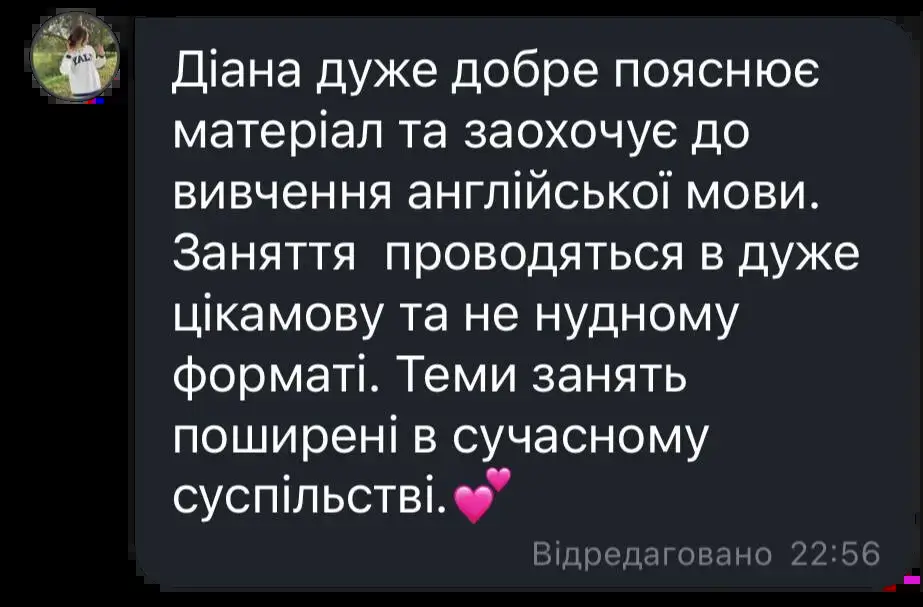 Діана дуже добре пояснює
матеріал та заохочує до
вивчення англійської мови.
Заняття  проводяться в дуже
цікамову та не нудному
форматі. Теми занять
поширені в сучасному
суспільстві.💕
Відредаговано 22:56